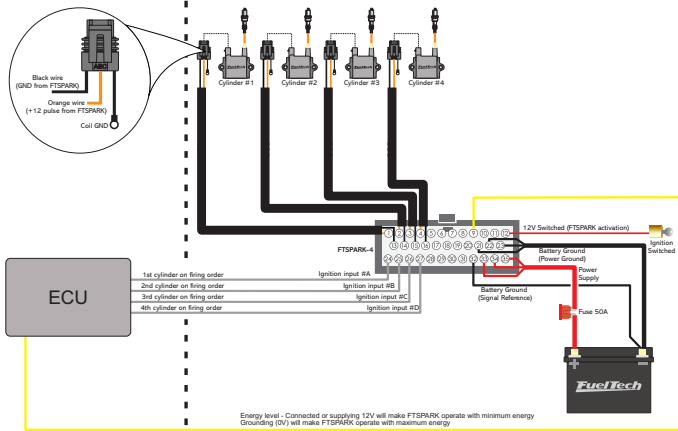 FuelTech
FuelTech
FuelTech
FuelTech
ABC
Cylinder #1
Cylinder #2
Cylinder #3
Cylinder #4
Black wire
(GND from FTSPARK)
Orange wire
(+12 pulse from FTSPARK)
Coil GND
1 2 3 4 5 6 7 8 9 10 11 12
13 14 15 16 17 18 19 20 21 22 23
24 25 26 27 28 29 30 31 32 33 34 35
FTSPARK-4
12V Switched (FTSPARK activation)
Ignition
Switched
Battery Ground
(Power Ground)
Power
Supply
Battery Ground
(Signal Reference)
Fuse 50A
ECU
1st cylinder on firing order
Ignition input #A
2nd cylinder on firing order
Ignition input #B
3rd cylinder on firing order
Ignition input #C
4th cylinder on firing order
Ignition input #D
+ -
FuelTech
Energy level - Connected or supplying 12V will make FTSPARK operate with minimum energy
Grounding (0V) will make FTSPARK operate with maximum energy